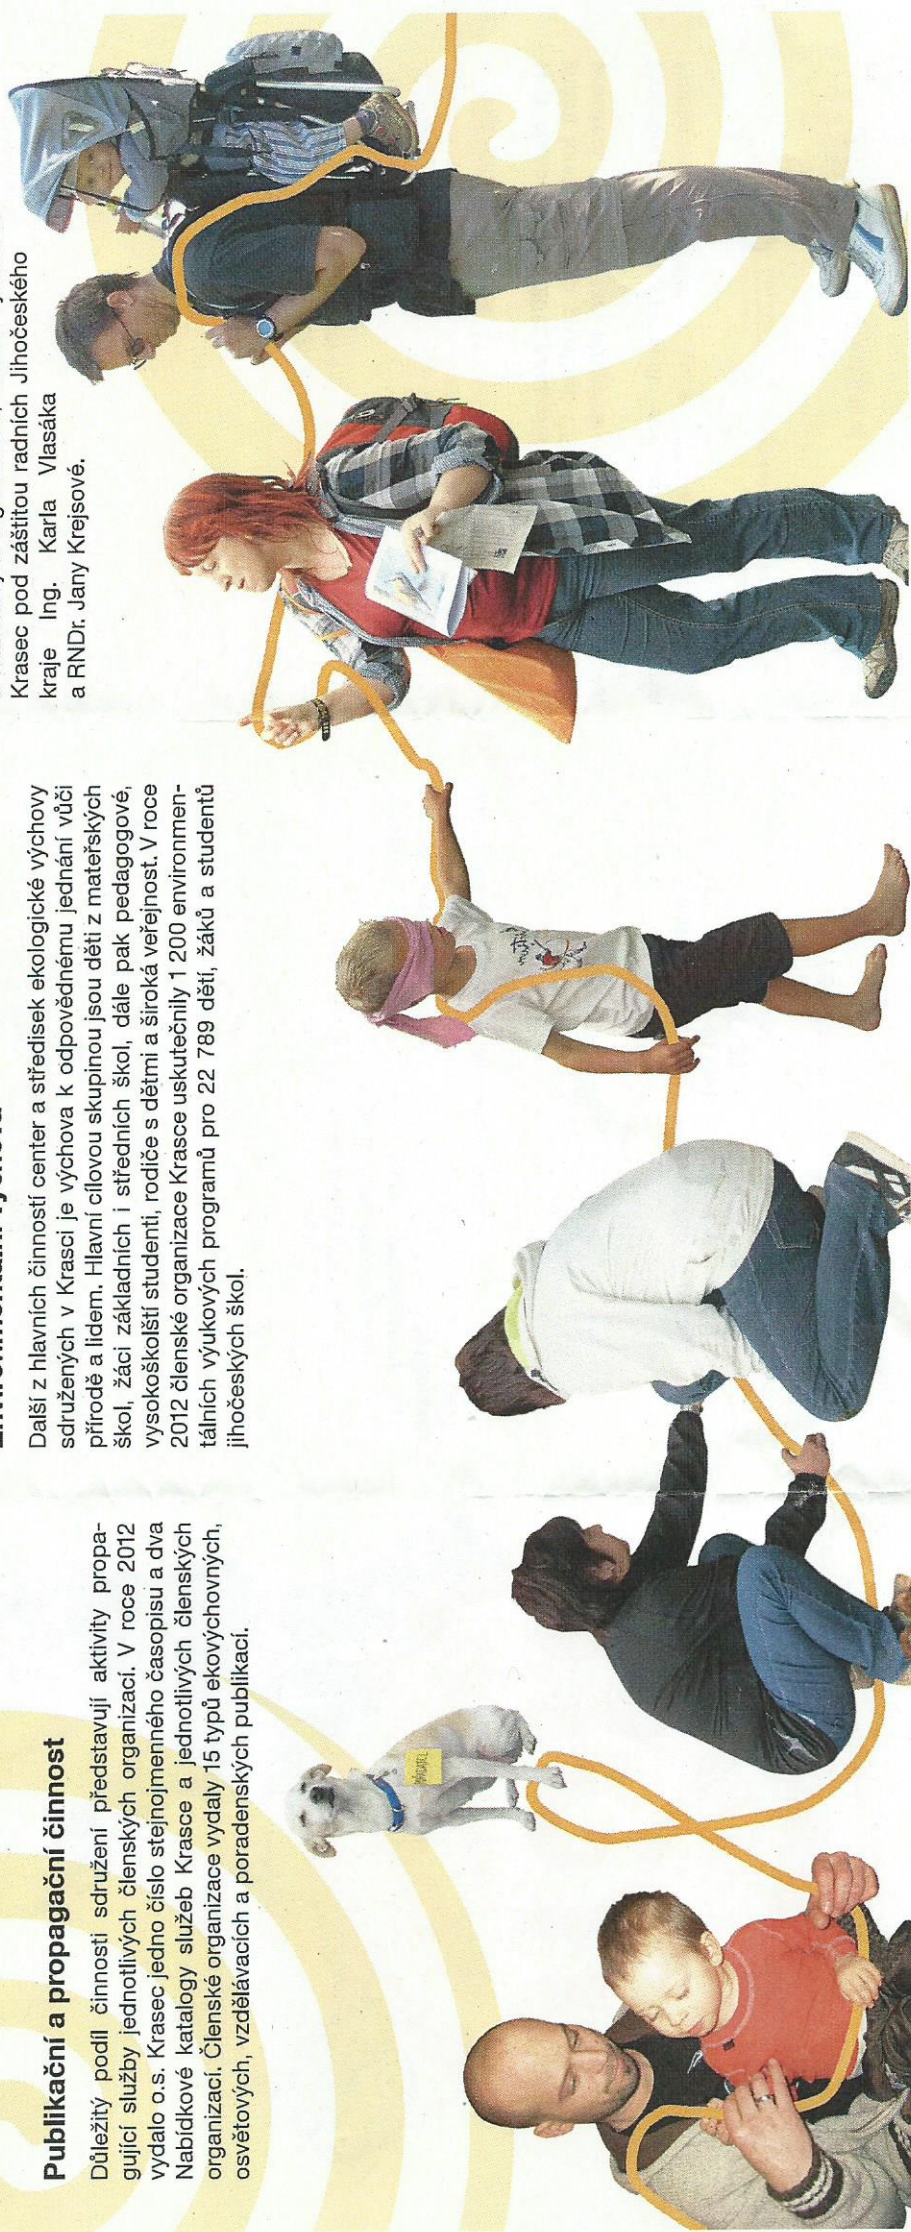 Publikační a propagační činnost
Důležitý podíl činnosti sdružení představují aktivity propa-
gující služby jednotlivých členských organizací. V roce 2012
vydalo o.s. Krasec jedno číslo stejnojmenného časopisu a dva
Nabídkové katalogy služeb Krasce a jednotlivých členských
organizací. Členské organizace vydaly 15 typů ekovýchovných,
osvětových, vzdělávacích a poradenských publikací.
Environmentální výchova
Další z hlavních činností center a středisek ekologické výchovy
sdružených v Krasci je výchova k odpovědnému jednání vůči
přírodě a lidem. Hlavní cílovou skupinou jsou děti z mateřských
škol, žáci základních i středních škol, dále pak pedagogové,
vysokoškolští studenti, rodiče s dětmi a široká veřejnost. V roce
2012 členské organizace Krasce uskutečnily 1 200 environmen-
tálních výukových programů pro 22 789 dětí, žáků a studentů
jihočeských škol.
Krasec pod záštitou radních Jihočeského
kraje Ing. Karla Vlasáka
a RNDr. Jany Krejsové.